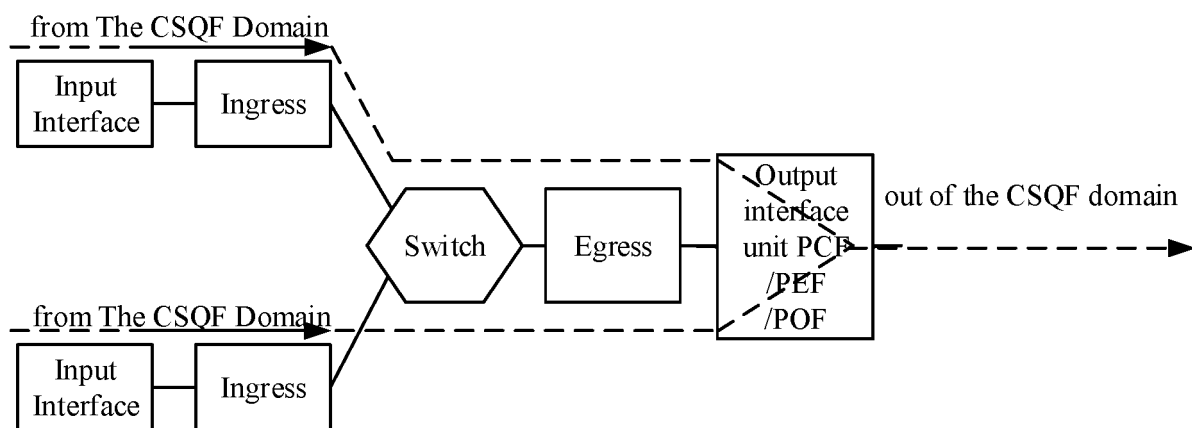 from The CSQF Domain
Input
Interface
Ingress
Switch
Egress
Output
interface
unit PCF
/PEF
/POF
out of the CSQF domain
from The CSQF Domain
Input
Interface
Ingress